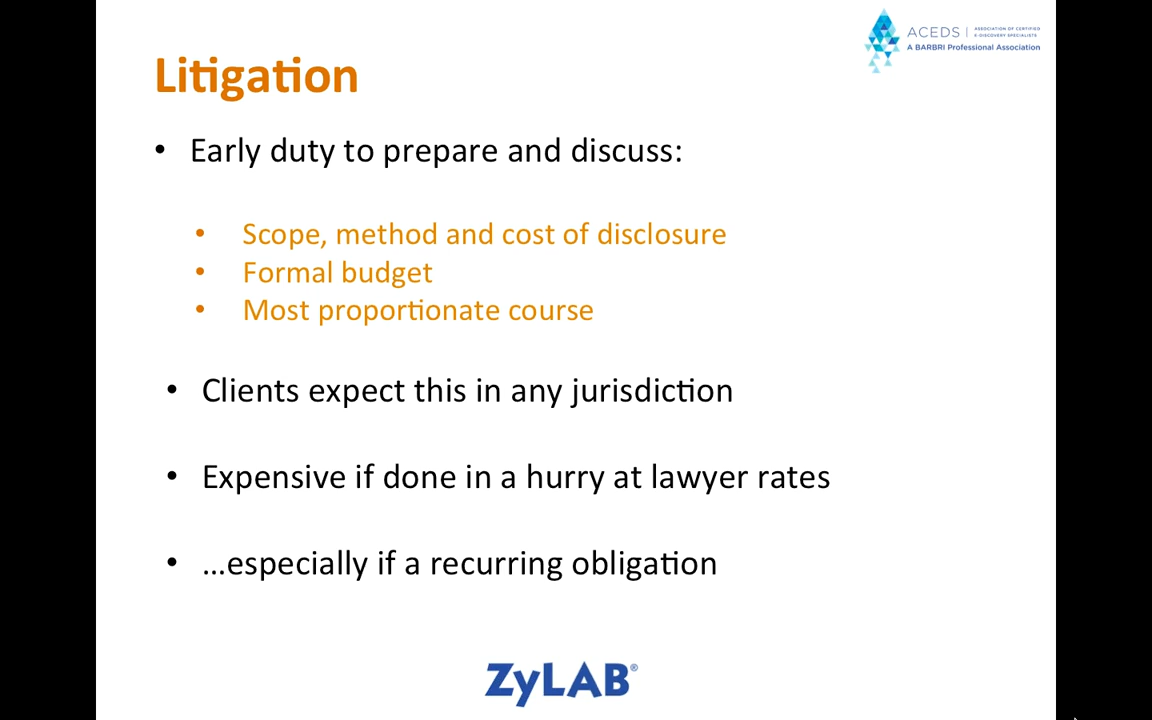 ACEDS | ASSOCIATION OF CERTIFIED
E-DISCOVERY SPECIALISTS
A BARBRI Professional Association
Litigation
• Early duty to prepare and discuss:
• Scope, method and cost of disclosure
• Formal budget
• Most proportionate course
• Clients expect this in any jurisdiction
• Expensive if done in a hurry at lawyer rates
• …especially if a recurring obligation
ZyLAB®